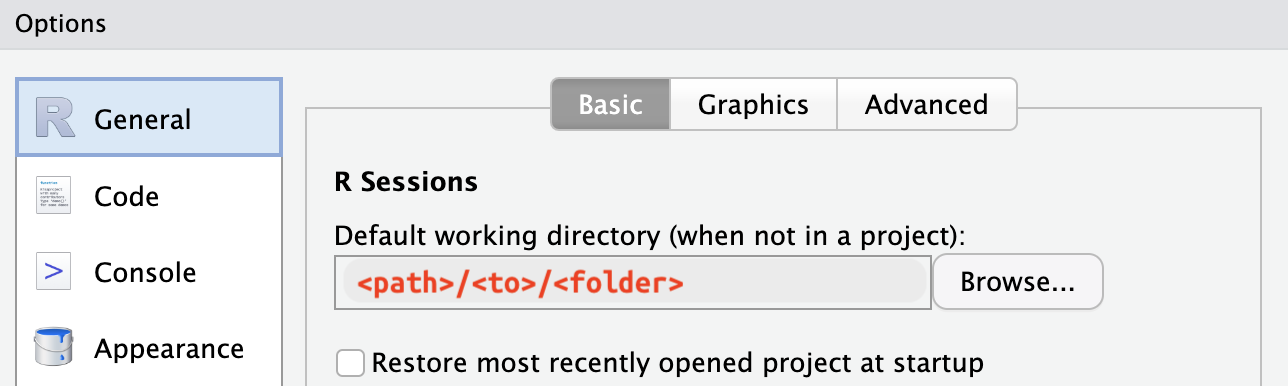 Options
General
Code
Console
Appearance
Basic
Graphics
Advanced
R Sessions
Default working directory (when not in a project):
<path>/<to>/<folder>
Browse...
Restore most recently opened project at startup